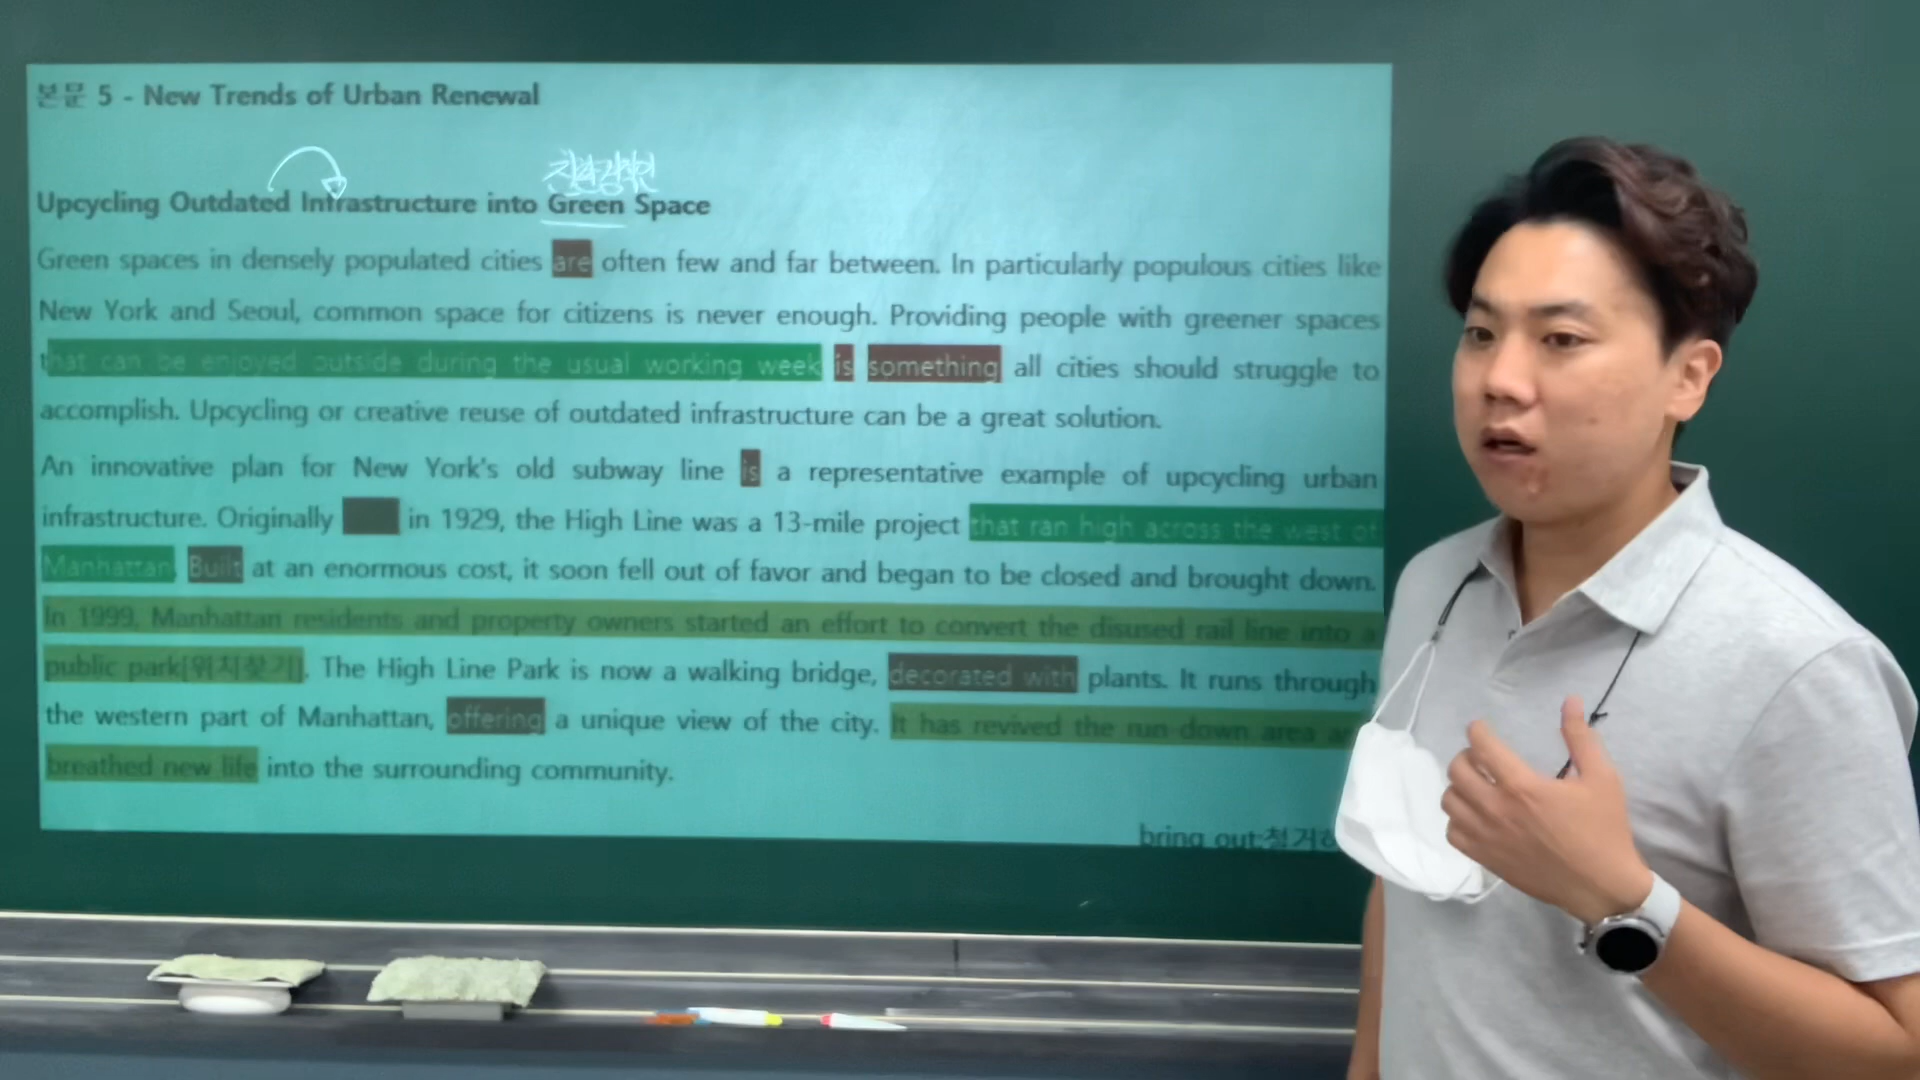 본문 5 - New Trends of Urban Renewal
친환경적인
Upcycling Outdated Infrastructure into Green Space
Green spaces in densely populated cities are often few and far between. In particularly populous cities like
New York and Seoul, common space for citizens is never enough. Providing people with greener spaces
that can be enjoyed outside during the usual working week is something all cities should struggle to
accomplish. Upcycling or creative reuse of outdated infrastructure can be a great solution.
An innovative plan for New York's old subway line is a representative example of upcycling urban
infrastructure. Originally in 1929, the High Line was a 13-mile project that ran high across the west of
Manhattan. Built at an enormous cost, it soon fell out of favor and began to be closed and brought down.
In 1999, Manhattan residents and property owners started an effort to convert the disused rail line into a
public park[위치찾기]. The High Line Park is now a walking bridge, decorated with plants. It runs through
the western part of Manhattan, offering a unique view of the city. It has revived the run down area
breathed new life into the surrounding community.
bring out:철거